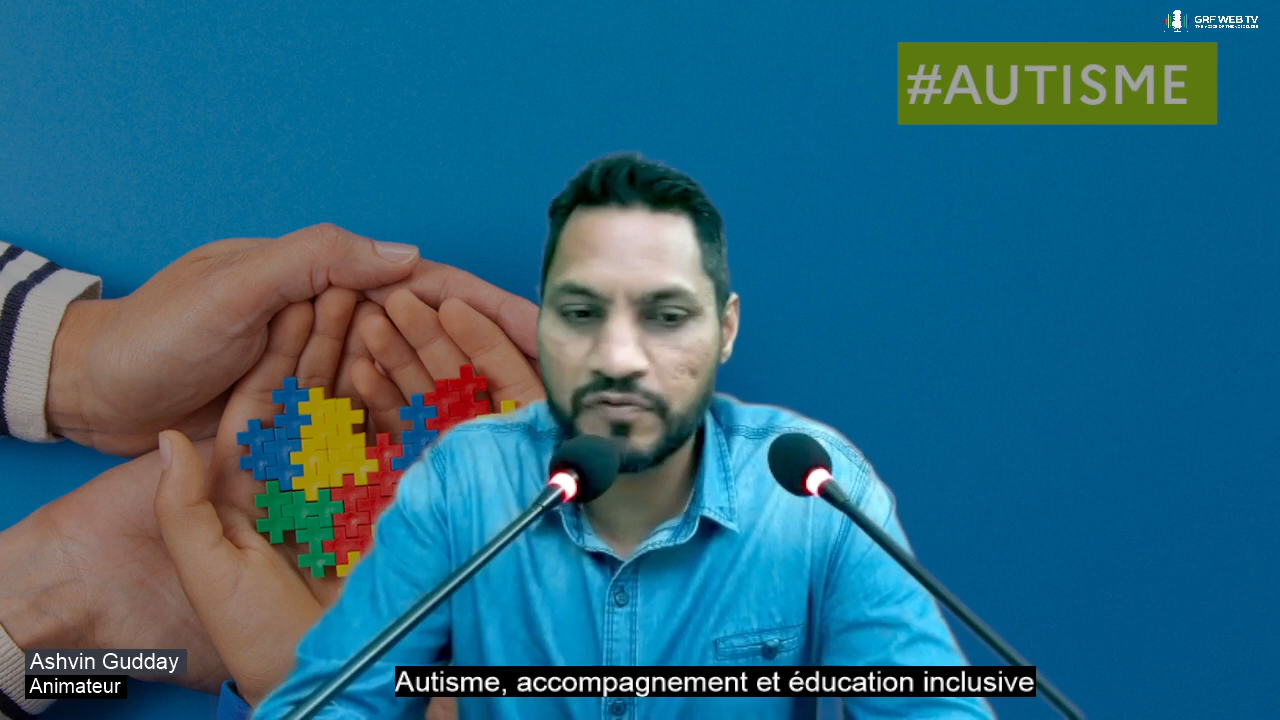 GRF WEB TV
#AUTISME
Ashvin Gudday
Animateur
Autisme, accompagnement et éducation inclusive